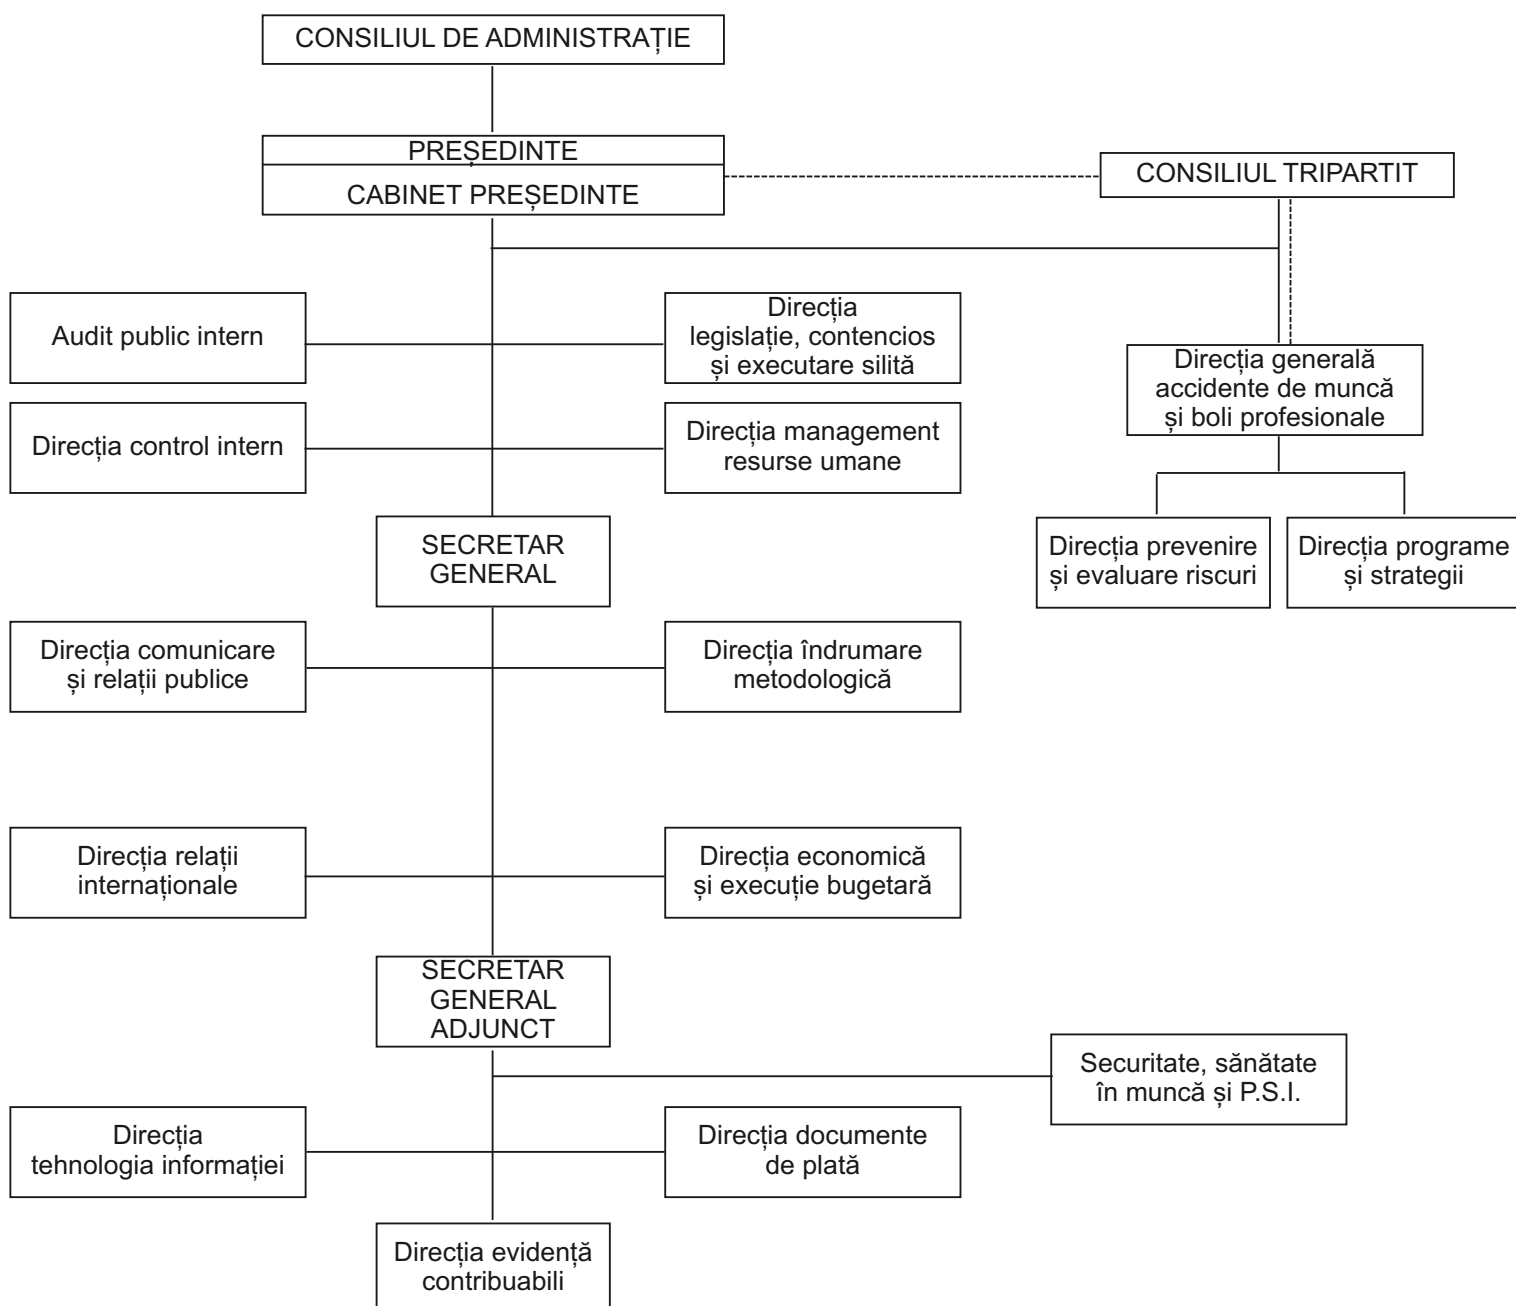 CONSILIUL DE ADMINISTRAȚIE
PREȘEDINTE
CABINET PREȘEDINTE
CONSILIUL TRIPARTIT
Audit public intern
Direcția
legislație, contencios
și executare silită
Direcția generală
accidente de muncă
și boli profesionale
Direcția control intern
Direcția management
resurse umane
SECRETAR
GENERAL
Direcția prevenire
și evaluare riscuri
Direcția programe
și strategii
Direcția comunicare
și relații publice
Direcția îndrumare
metodologică
Direcția relații
internaționale
Direcția economică
și execuție bugetară
SECRETAR
GENERAL
ADJUNCT
Securitate, sănătate
în muncă și P.S.I.
Direcția
tehnologia informației
Direcția documente
de plată
Direcția evidență
contribuabili